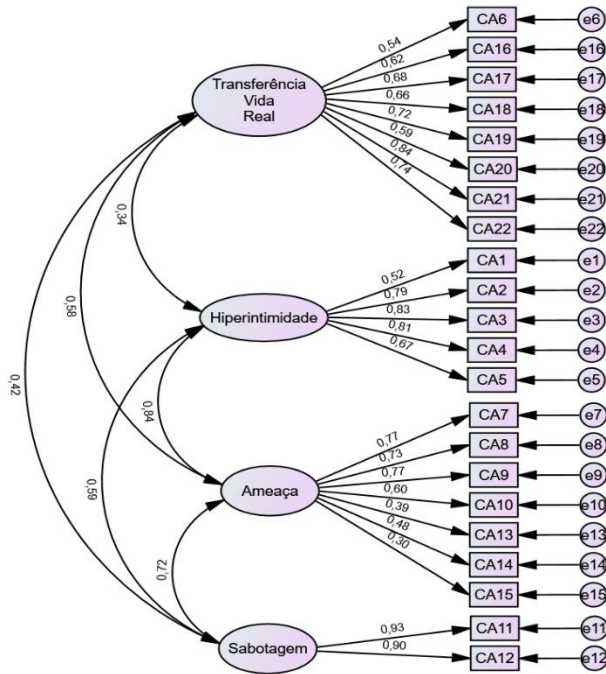 CA6 e6
0,54
CA16 e16
0,62
CA17 e17
0,68
Transferência
Vida
Real
CA18 e18
0,66
CA19 e19
0,72
CA20 e20
0,59
CA21 e21
0,84
CA22 e22
0,74
0,34
CA1 e1
0,52
CA2 e2
0,79
Hiperintimidade
CA3 e3
0,83
CA4 e4
0,81
CA5 e5
0,67
0,58
0,42
0,84
CA7 e7
0,77
CA8 e8
0,73
CA9 e9
0,77
Ameaça
CA10 e10
0,60
CA13 e13
0,39
CA14 e14
0,48
CA15 e15
0,30
0,59
0,72
CA11 e11
0,93
Sabotagem
CA12 e12
0,90